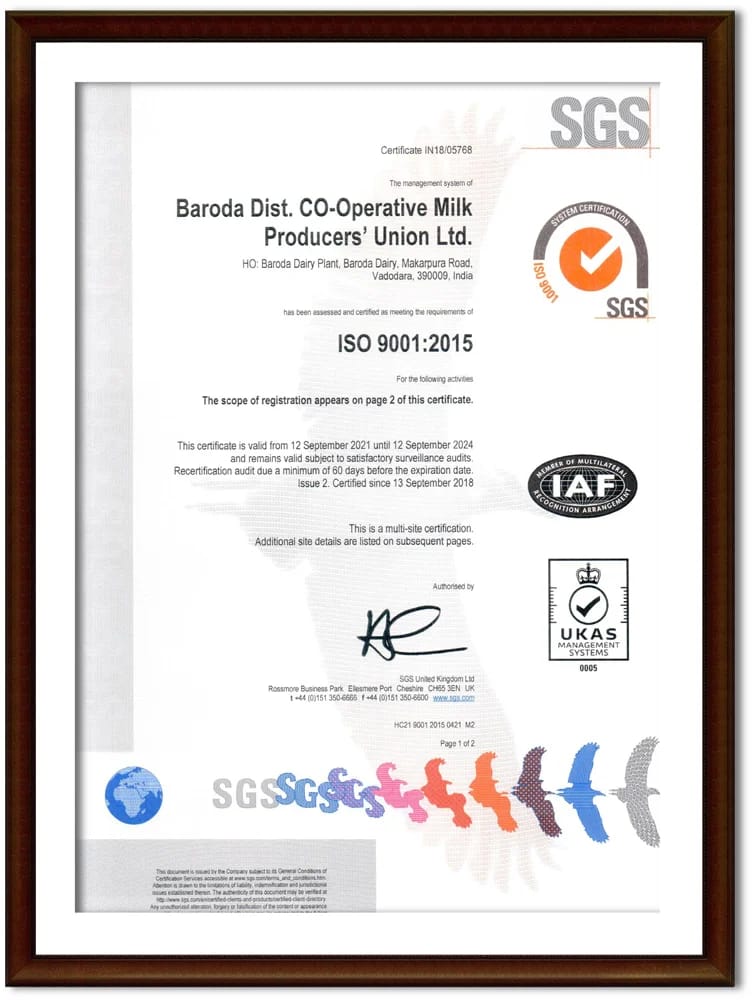 SGS
Certificate IN18/05768
The management system of
Baroda Dist. CO-Operative Milk
Producers' Union Ltd.
HO: Baroda Dairy Plant, Baroda Dairy, Makarpura Road,
Vadodara, 390009, India
SYSTEM CERTIFICATION
ISO 9001
SGS
has been assessed and certified as meeting the requirements of
ISO 9001:2015
For the following activities
The scope of registration appears on page 2 of this certificate.
This certificate is valid from 12 September 2021 until 12 September 2024
and remains valid subject to satisfactory surveillance audits.
Recertification audit due a minimum of 60 days before the expiration date.
Issue 2. Certified since 13 September 2018
MEMBER OF MULTILATERAL
IAF
RECOGNITION ARRANGEMENT
This is a multi-site certification.
Additional site details are listed on subsequent pages.
Authorised by
UKAS
MANAGEMENT
SYSTEMS
0005
SGS United Kingdom Ltd
Rossmore Business Park Ellesmere Port Cheshire CH65 3EN UK
t +44 (0)151 350-6666 f +44 (0)151 350-6600 www.sgs.com
HC21 9001 2015 0421 M2
Page 1 of 2
SGS SGS SGS
This document is issued by the Company subject to its General Conditions of
Certification Services accessible at www.sgs.com/terms_and_conditions.htm.
Attention is drawn to the limitations of liability, indemnification and jurisdictional
issues established therein. The authenticity of this document may be verified at
http://www.sgs.com/en/certified-clients-and-products/certified-client-directory.
Any unauthorized alteration, forgery or falsification of the content or appearance